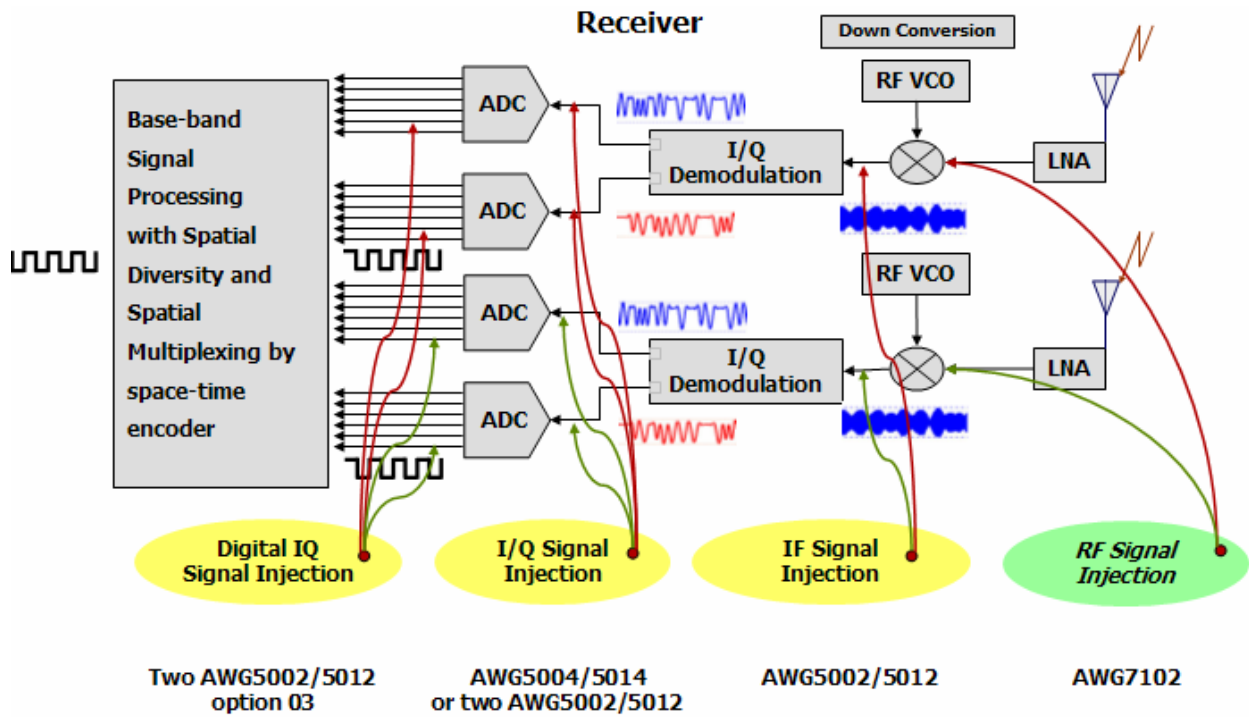 Receiver
Down Conversion
RF VCO
ADC
Base-band
Signal
Processing
with Spatial
Diversity and
Spatial
Multiplexing by
space-time
encoder
I/Q
Demodulation
LNA
ADC
RF VCO
ADC
I/Q
Demodulation
LNA
ADC
Digital IQ
Signal Injection
I/Q Signal
Injection
IF Signal
Injection
RF Signal
Injection
Two AWG5002/5012
option 03
AWG5004/5014
or two AWG5002/5012
AWG5002/5012
AWG7102